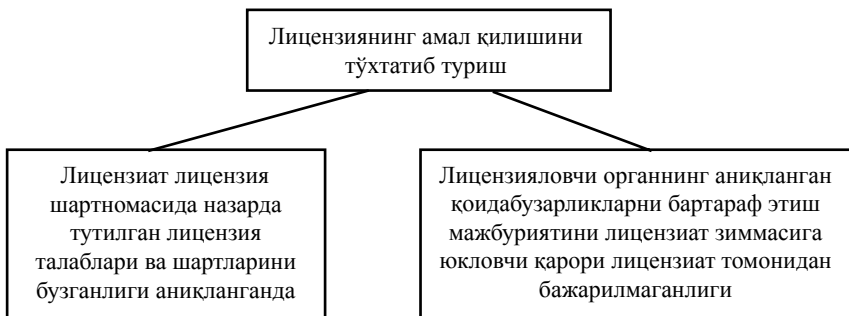 Лицензиянинг амал қилишини
тўхтатиб туриш
Лицензиат лицензия
шартномасида назарда
тутилган лицензия
талаблари ва шартларини
бузганлиги аниқланганда
Лицензияловчи органнинг аниқланган
қоидабузарликларни бартараф этиш
мажбуриятини лицензиат зиммасига
юкловчи қарори лицензиат томонидан
бажарилмаганлиги